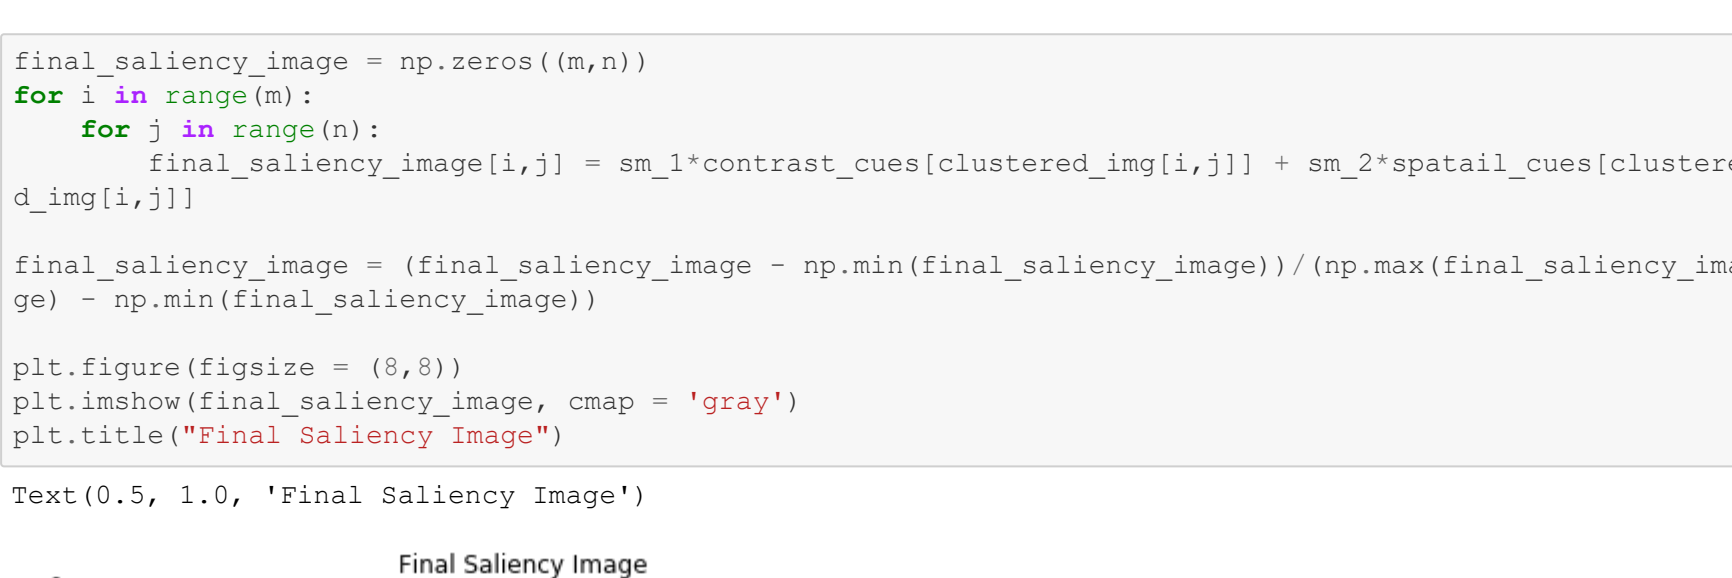 final_saliency_image = np.zeros((m,n))
for i in range(m):
    for j in range(n):
        final_saliency_image[i,j] = sm_1*contrast_cues[clustered_img[i,j]] + sm_2*spatail_cues[clustere
d_img[i,j]]
final_saliency_image = (final_saliency_image - np.min(final_saliency_image))/(np.max(final_saliency_ima
ge) - np.min(final_saliency_image))
plt.figure(figsize = (8,8))
plt.imshow(final_saliency_image, cmap = 'gray')
plt.title("Final Saliency Image")
Text(0.5, 1.0, 'Final Saliency Image')
Final Saliency Image